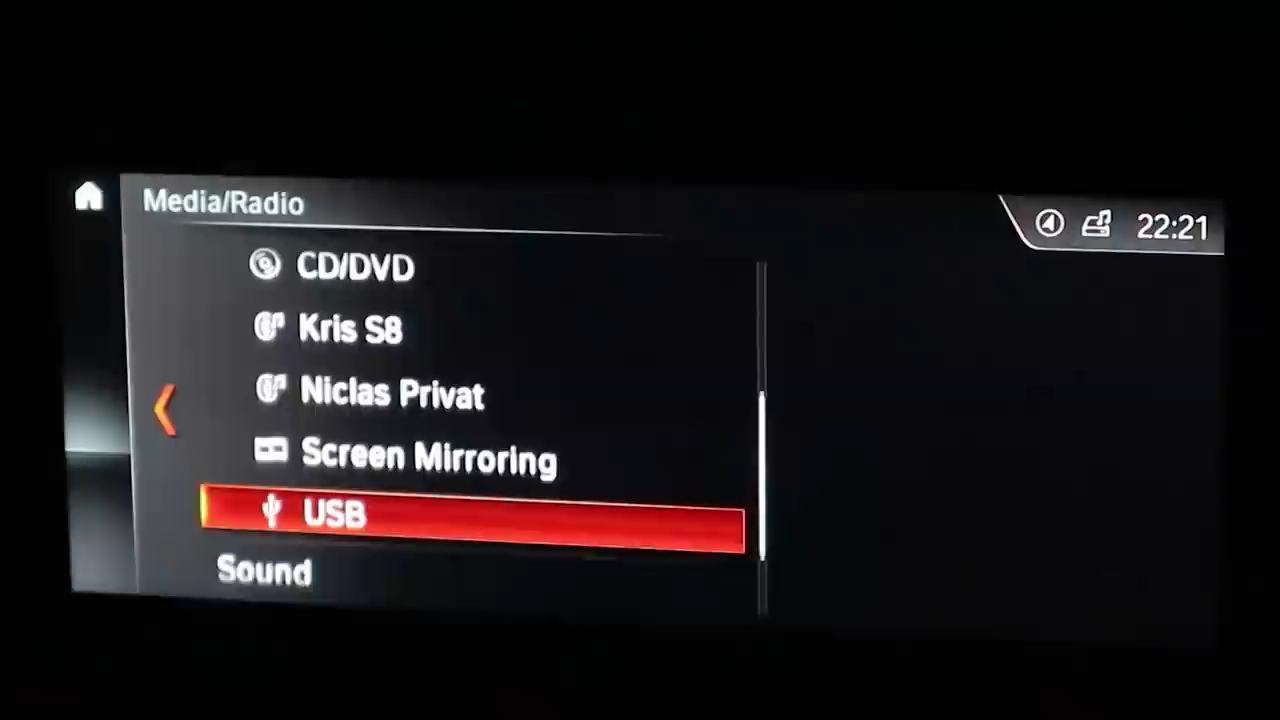 Media/Radio
22:21
CD/DVD
Kris S8
Niclas Privat
Screen Mirroring
USB
Sound